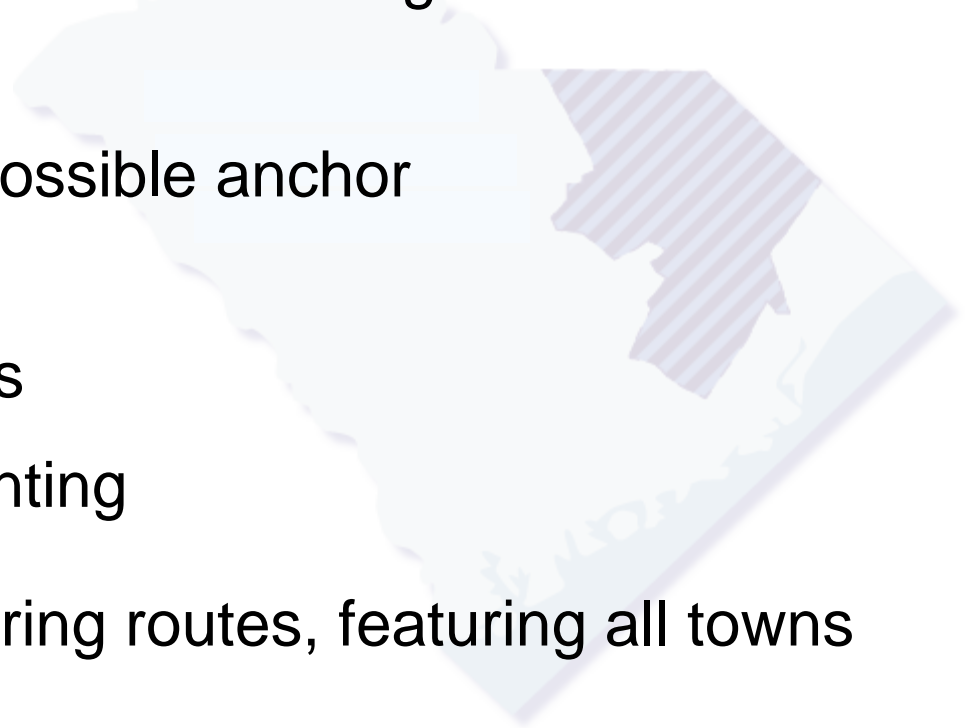 ossible anchor
s
nting
ring routes, featuring all towns